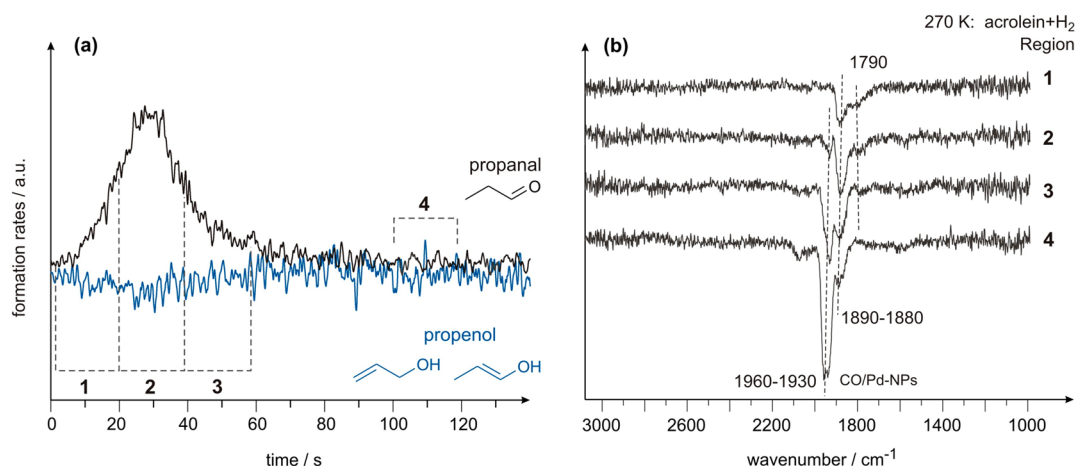 (a)
formation rates / a.u.
propanal
O
4
propenol
OH
OH
1 2 3
0 20 40 60 80 100 120
time / s
(b)
270 K: acrolein+H₂
Region
1790
1
2
3
4
1890-1880
1960-1930
CO/Pd-NPs
3000 2600 2200 1800 1400 1000
wavenumber / cm⁻¹